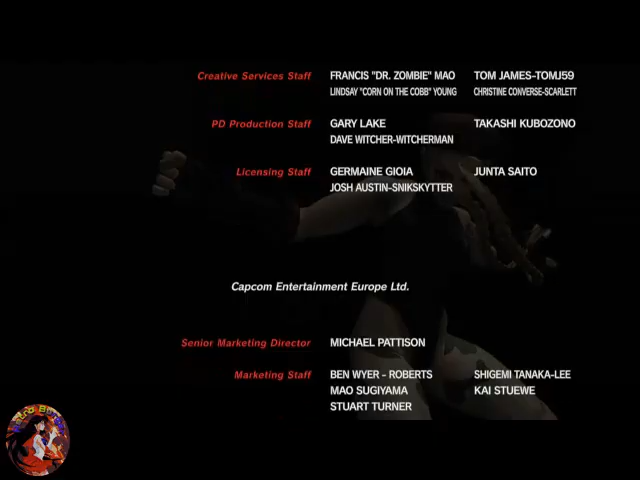 Creative Services Staff FRANCIS "DR. ZOMBIE" MAO TOM JAMES-TOMJ59
LINDSAY "CORN ON THE COBB" YOUNG CHRISTINE CONVERSE-SCARLETT
PD Production Staff GARY LAKE TAKASHI KUBOZONO
DAVE WITCHER-WITCHERMAN
Licensing Staff GERMAINE GIOIA JUNTA SAITO
JOSH AUSTIN-SNIKSKYTTER
Capcom Entertainment Europe Ltd.
Senior Marketing Director MICHAEL PATTISON
Marketing Staff BEN WYER - ROBERTS SHIGEMI TANAKA-LEE
MAO SUGIYAMA KAI STUEWE
STUART TURNER